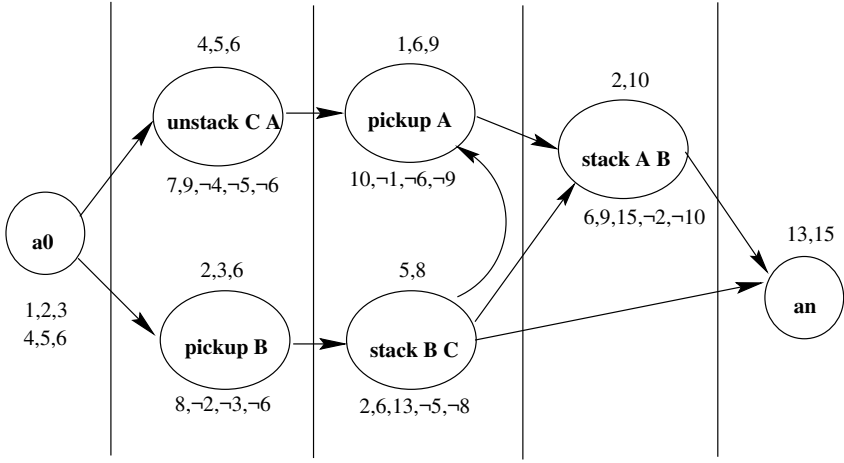 4,5,6
unstack C A
7,9,¬4,¬5,¬6
1,6,9
pickup A
10,¬1,¬6,¬9
2,10
stack A B
6,9,15,¬2,¬10
a0
1,2,3
4,5,6
2,3,6
pickup B
8,¬2,¬3,¬6
5,8
stack B C
2,6,13,¬5,¬8
13,15
an